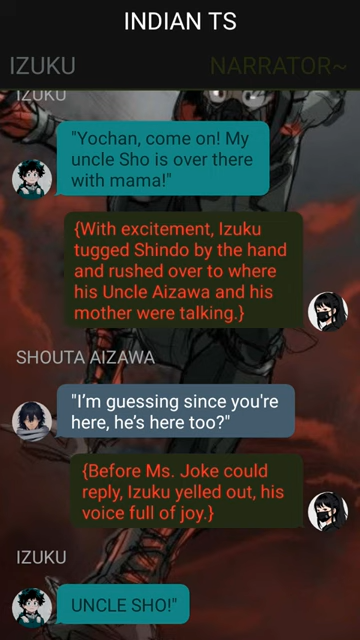 INDIAN TS
IZUKU NARRATOR~
IZUKU
"Yochan, come on! My
uncle Sho is over there
with mama!"
{With excitement, Izuku
tugged Shindo by the hand
and rushed over to where
his Uncle Aizawa and his
mother were talking.}
SHOUTA AIZAWA
"I'm guessing since you're
here, he's here too?"
{Before Ms. Joke could
reply, Izuku yelled out, his
voice full of joy.}
IZUKU
UNCLE SHO!"